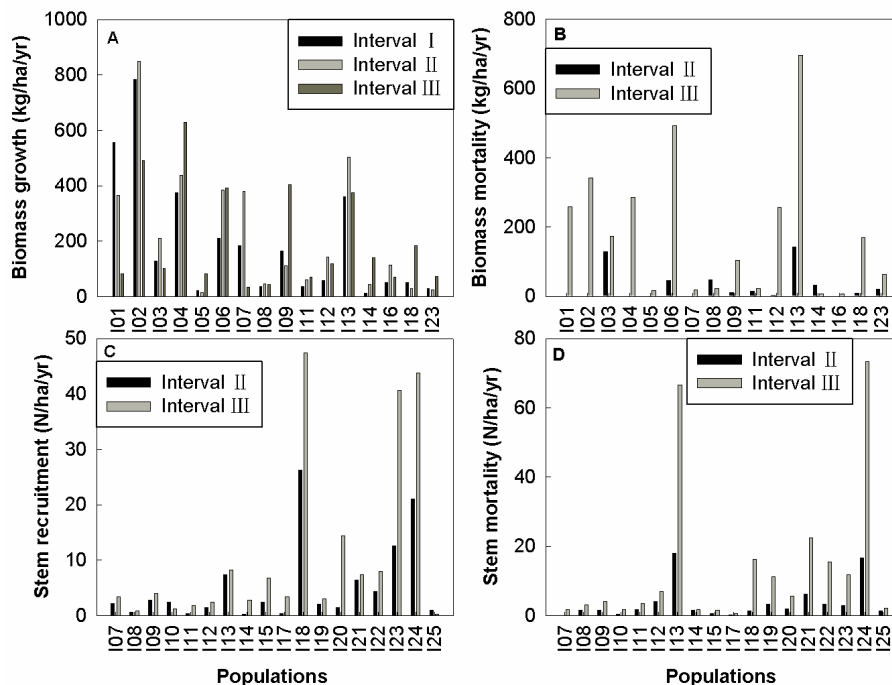 A
Interval I
Interval II
Interval III
Biomass growth (kg/ha/yr)
1000
800
600
400
200
0
I01 I02 I03 I04 I05 I06 I07 I08 I09 I11 I12 I13 I14 I16 I18 I23
B
Interval II
Interval III
Biomass mortality (kg/ha/yr)
800
600
400
200
0
I01 I02 I03 I04 I05 I06 I07 I08 I09 I11 I12 I13 I14 I16 I18 I23
C
Interval II
Interval III
Stem recruitment (N/ha/yr)
50
40
30
20
10
0
I07 I08 I09 I10 I11 I12 I13 I14 I15 I17 I18 I19 I20 I21 I22 I23 I24 I25
Populations
D
Interval II
Interval III
Stem mortality (N/ha/yr)
80
60
40
20
0
I07 I08 I09 I10 I11 I12 I13 I14 I15 I17 I18 I19 I20 I21 I22 I23 I24 I25
Populations